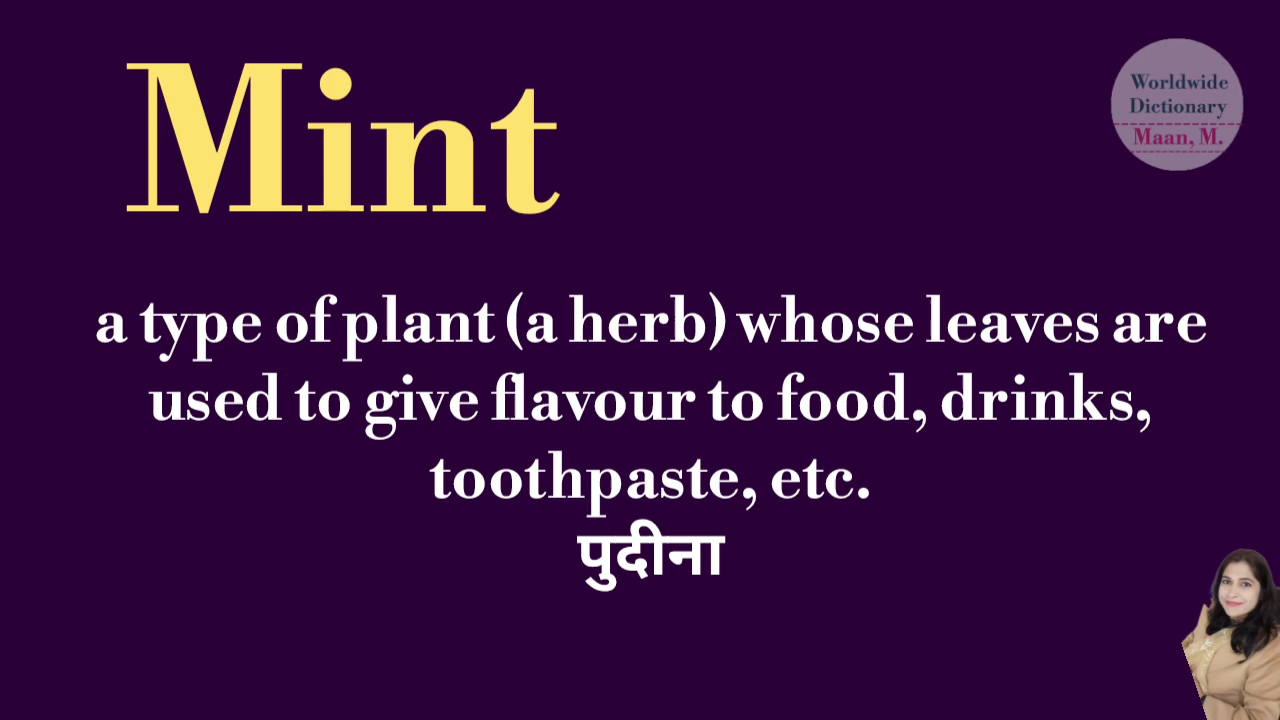 Mint
Worldwide
Dictionary
Maan, M.
a type of plant (a herb) whose leaves are
used to give flavour to food, drinks,
toothpaste, etc.
पुदीना